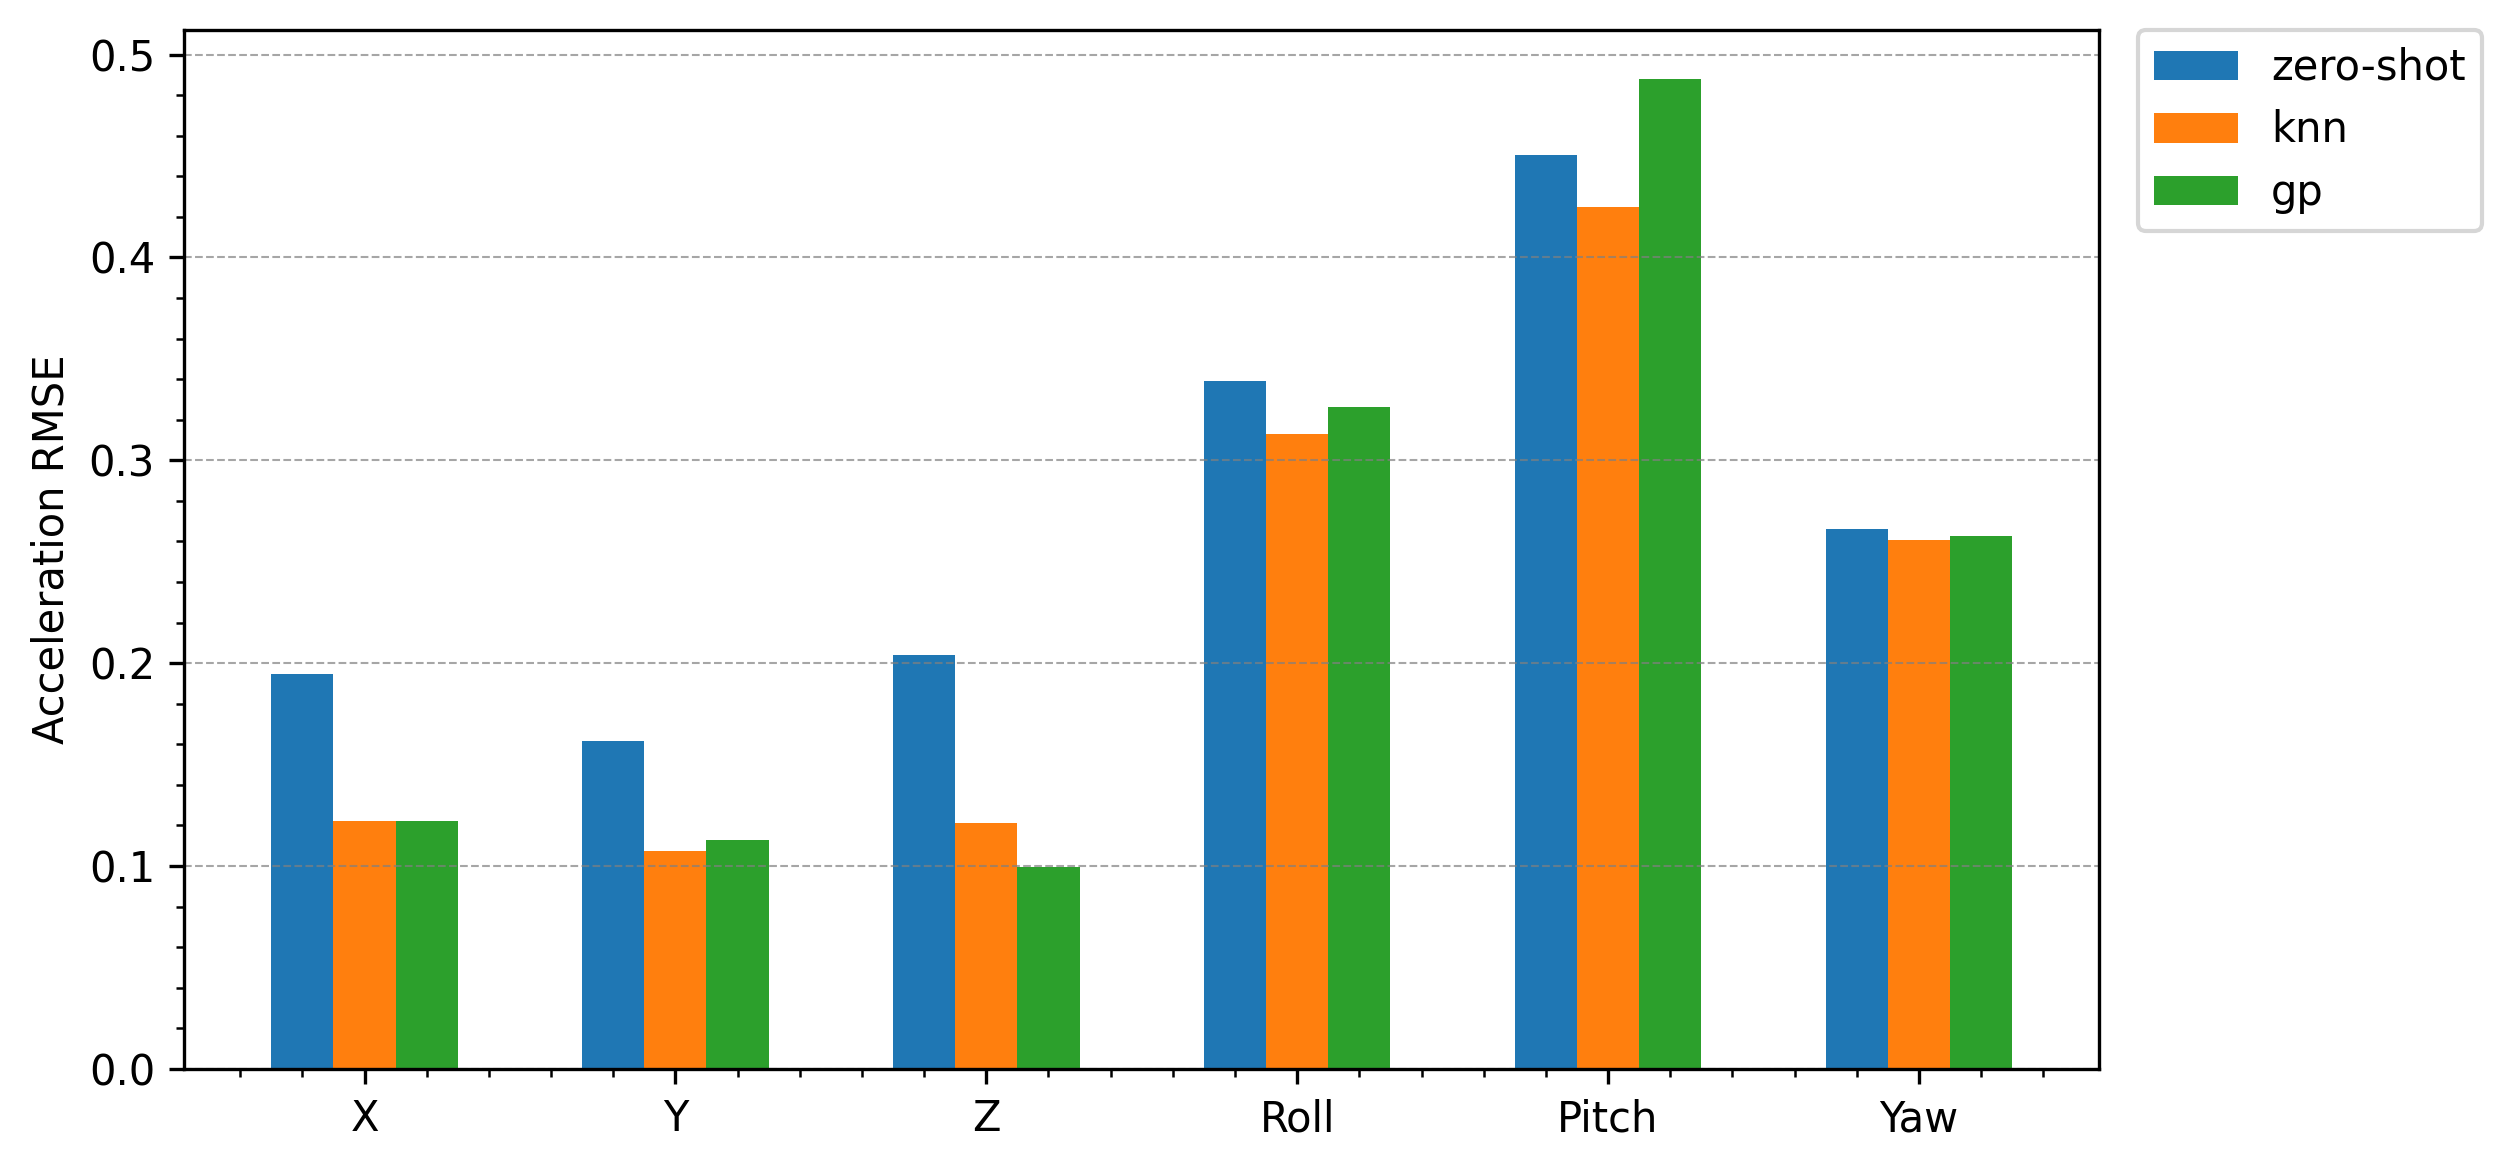 Acceleration RMSE
0.5
0.4
0.3
0.2
0.1
0.0
X
Y
Z
Roll
Pitch
Yaw
zero-shot
knn
gp